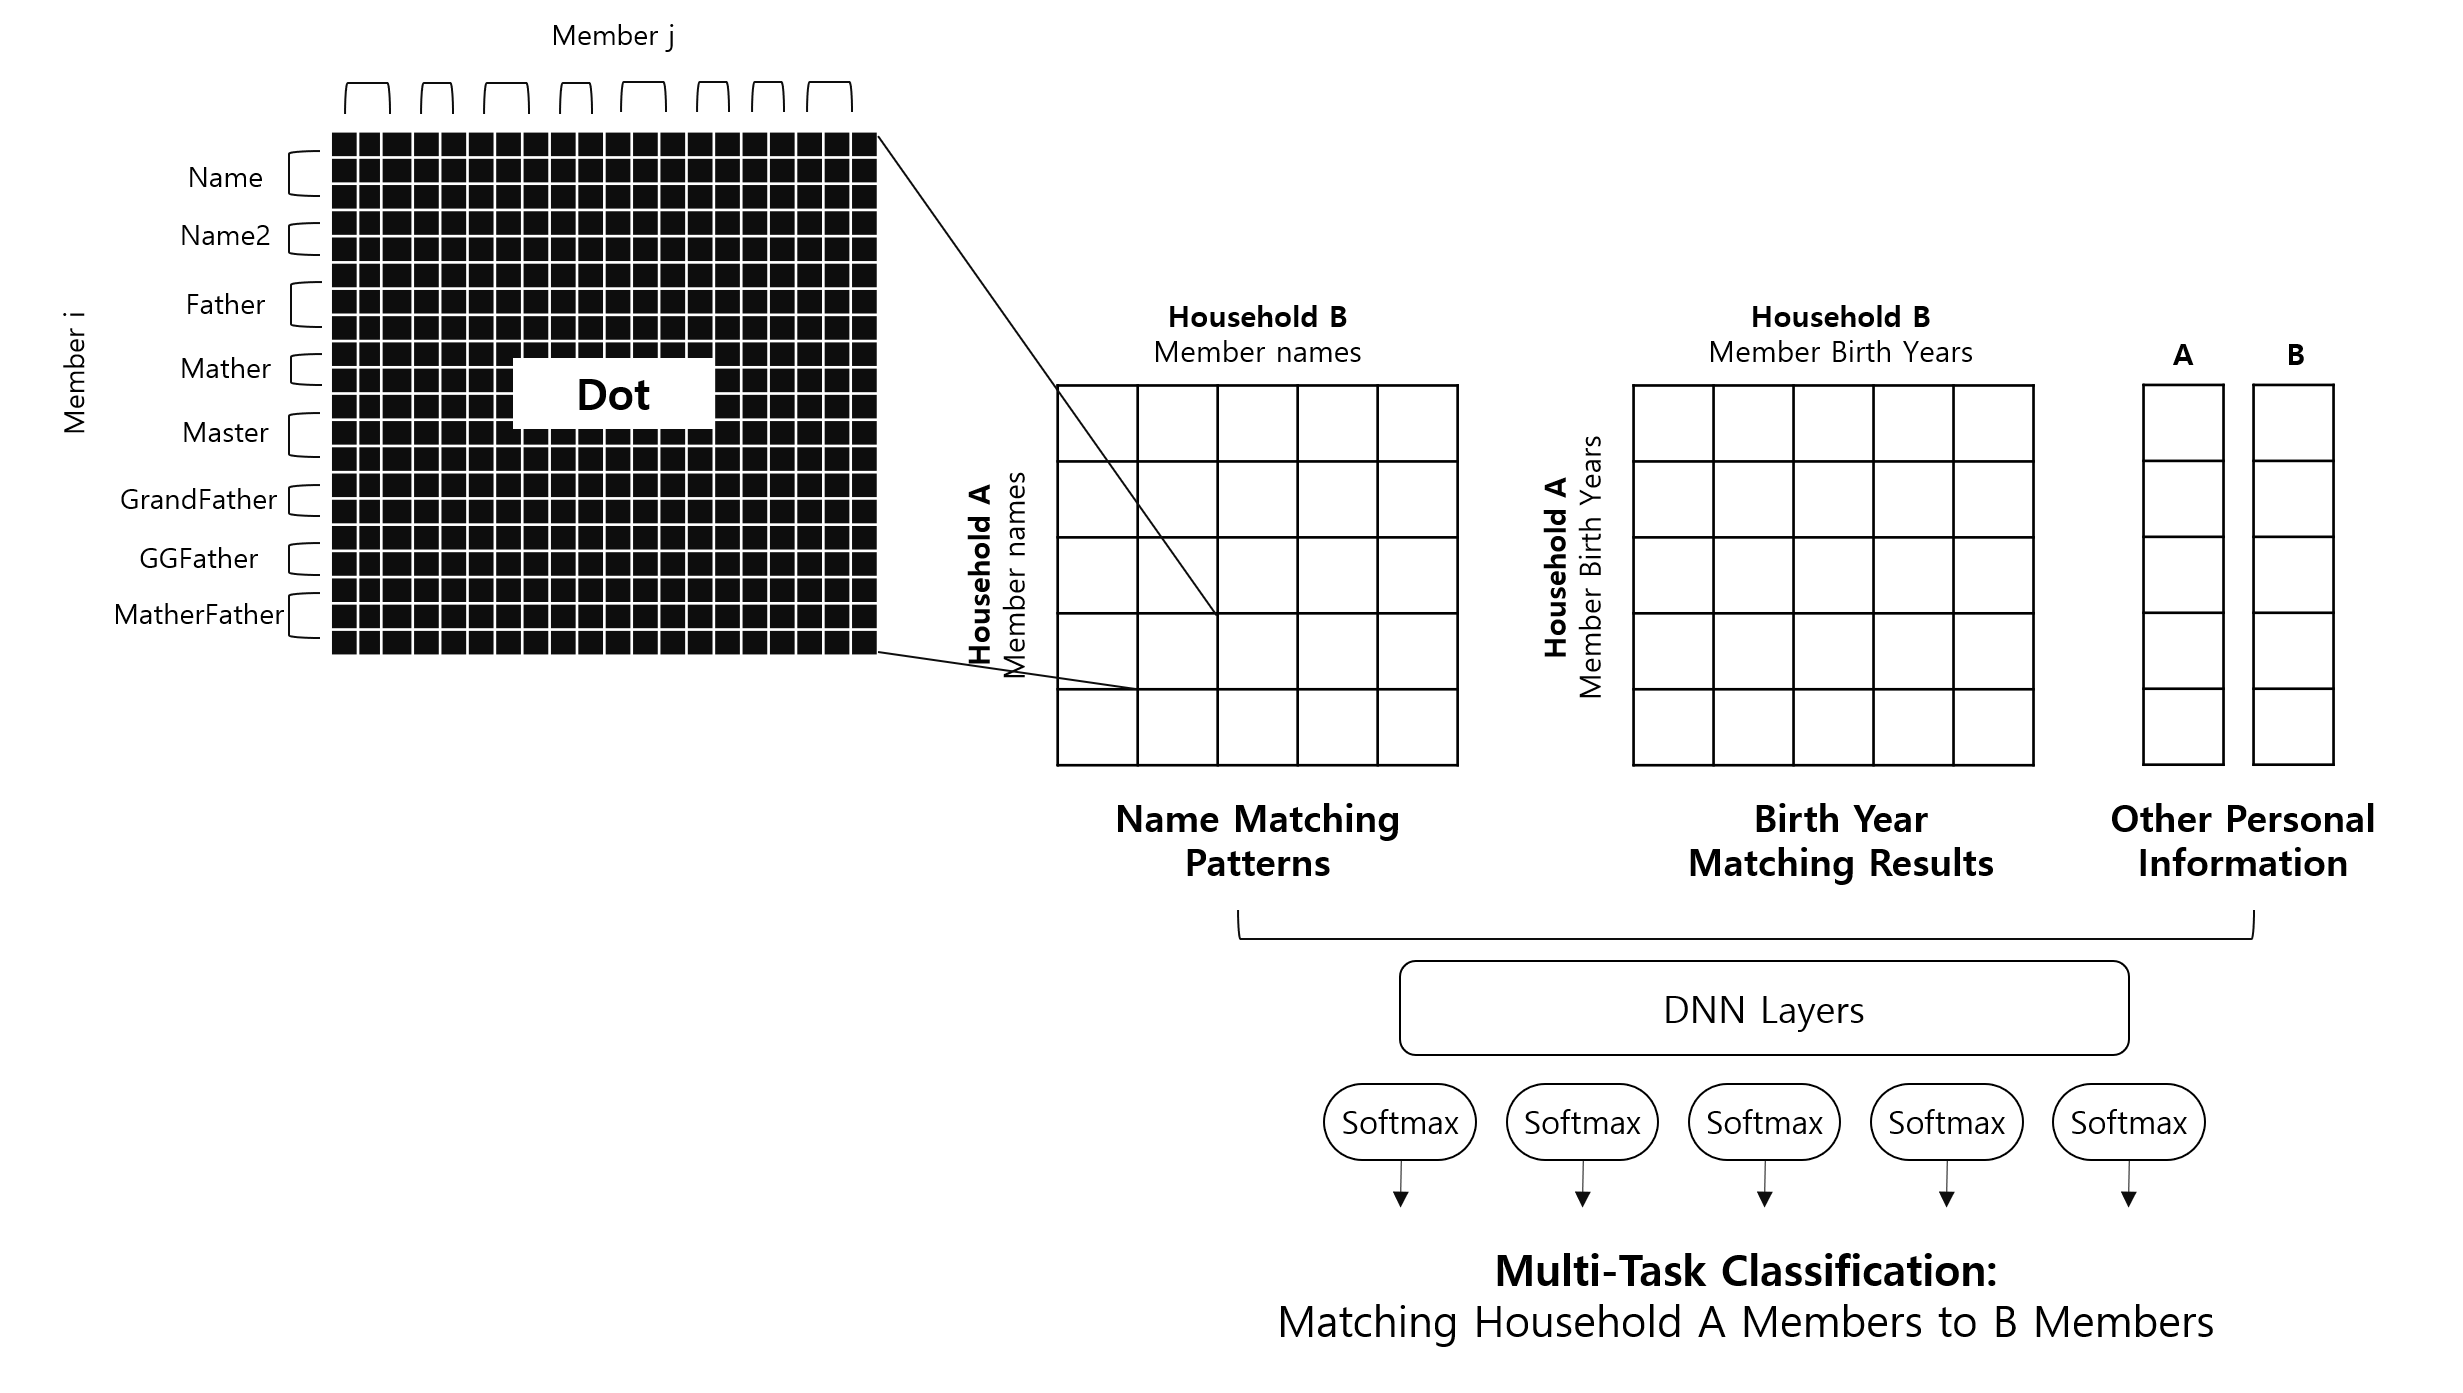 Member j
Member i
Name
Name2
Father
Mather
Master
GrandFather
GGFather
MatherFather
Dot
Household B
Member names
Household A
Member names
Name Matching
Patterns
Household B
Member Birth Years
Household A
Member Birth Years
Birth Year
Matching Results
A
B
Other Personal
Information
DNN Layers
Softmax
Softmax
Softmax
Softmax
Softmax
Multi-Task Classification:
Matching Household A Members to B Members